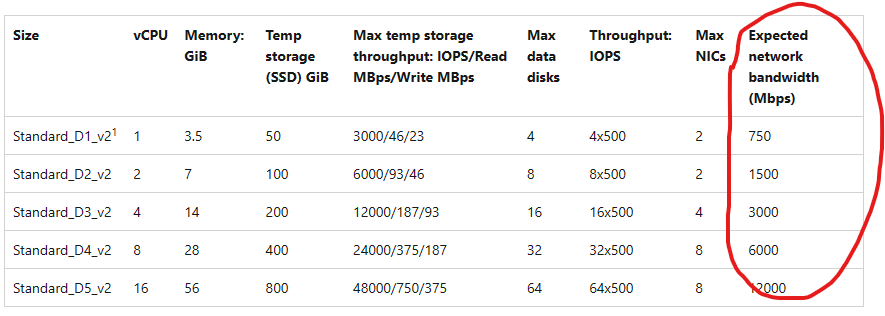 Size vCPU Memory: GiB Temp storage (SSD) GiB Max temp storage throughput: IOPS/Read MBps/Write MBps Max data disks Throughput: IOPS Max NICs Expected network bandwidth (Mbps)
Standard_D1_v2¹ 1 3.5 50 3000/46/23 4 4x500 2 750
Standard_D2_v2 2 7 100 6000/93/46 8 8x500 2 1500
Standard_D3_v2 4 14 200 12000/187/93 16 16x500 4 3000
Standard_D4_v2 8 28 400 24000/375/187 32 32x500 8 6000
Standard_D5_v2 16 56 800 48000/750/375 64 64x500 8 12000